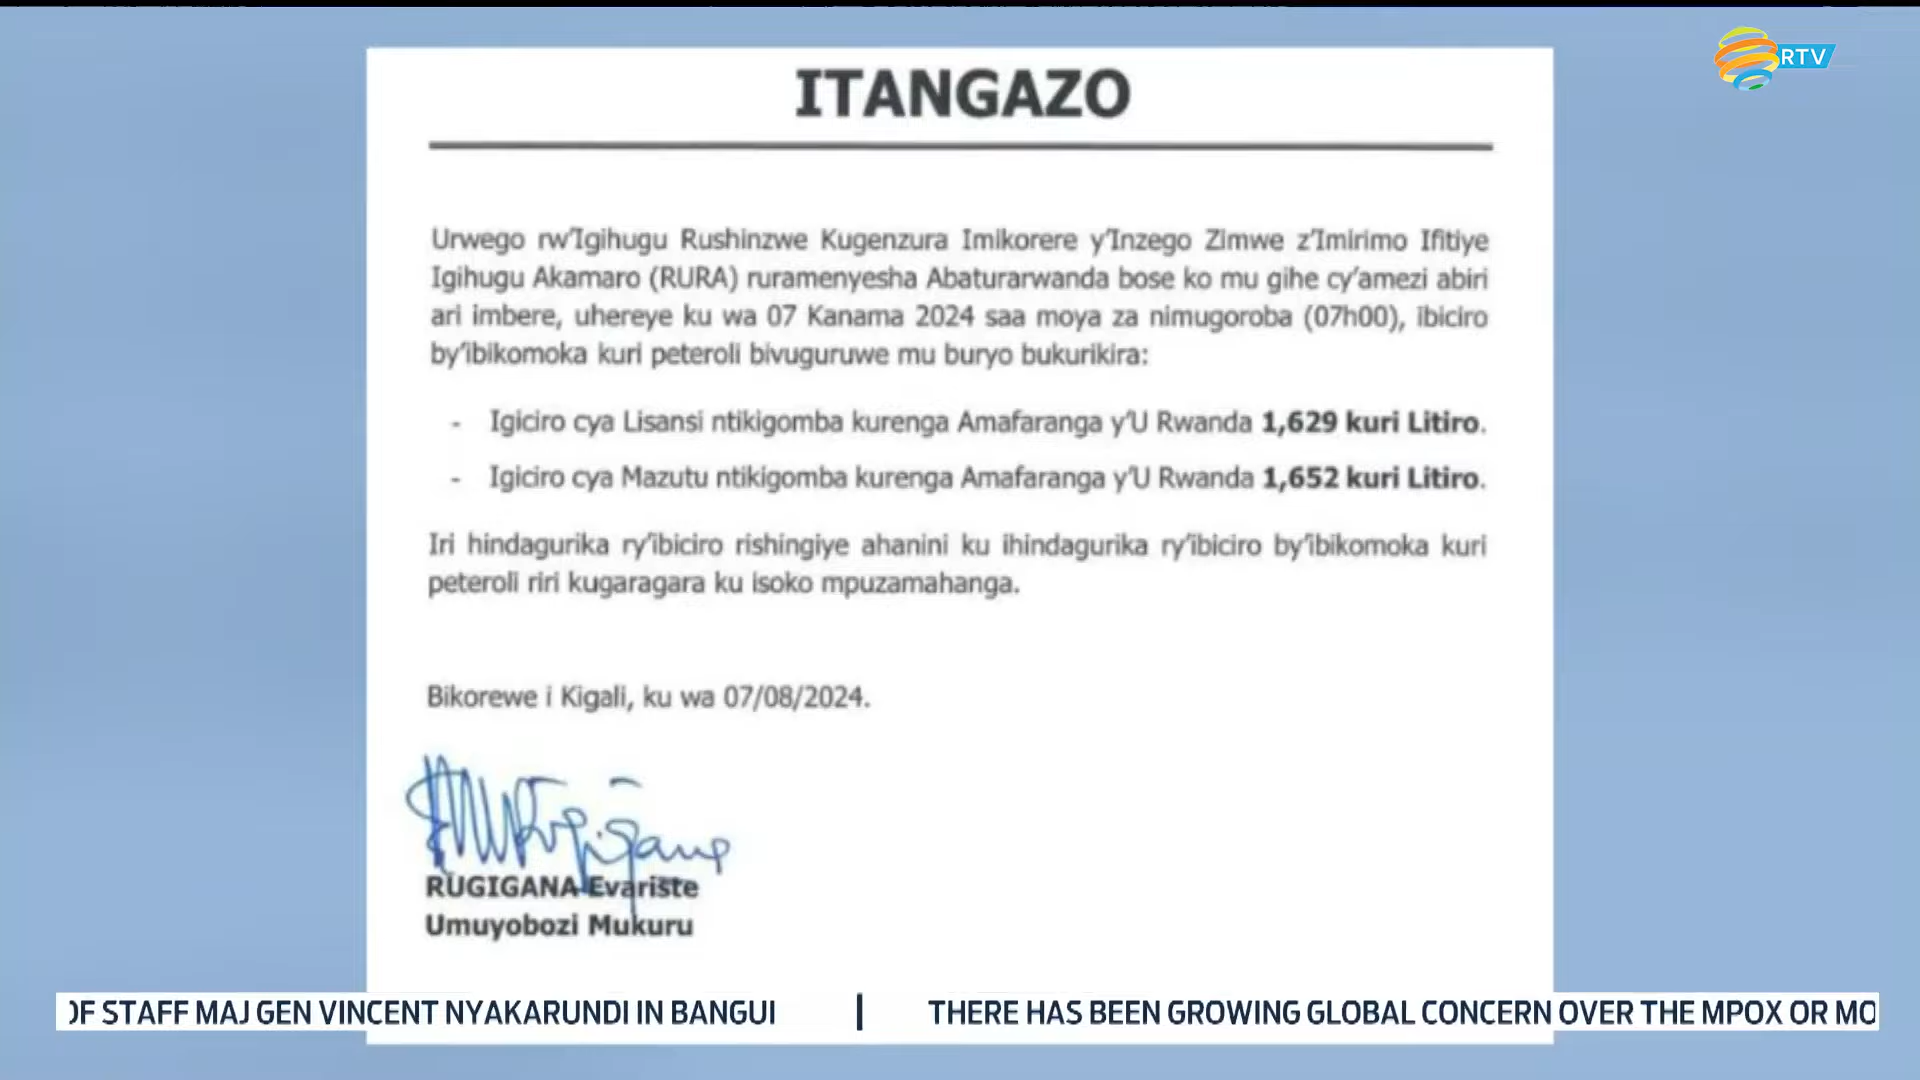 RTV
ITANGAZO
Urwego rw'Igihugu Rushinzwe Kugenzura Imikorere y'Inzego Zimwe z'Imirimo Ifitiye
Igihugu Akamaro (RURA) ruramenyesha Abaturarwanda bose ko mu gihe cy'amezi abiri
ari imbere, uhereye ku wa 07 Kanama 2024 saa moya za nimugoroba (07h00), ibiciro
by'ibikomoka kuri peteroli bivuguruwe mu buryo bukurikira:
- Igiciro cya Lisansi ntikigomba kurenga Amafaranga y'U Rwanda 1,629 kuri Litiro.
- Igiciro cya Mazutu ntikigomba kurenga Amafaranga y'U Rwanda 1,652 kuri Litiro.
Iri hindagurika ry'ibiciro rishingiye ahanini ku ihindagurika ry'ibiciro by'ibikomoka kuri
peteroli riri kugaragara ku isoko mpuzamahanga.
Bikorewe i Kigali, ku wa 07/08/2024.
RUGIGANA Evariste
Umuyobozi Mukuru
OF STAFF MAJ GEN VINCENT NYAKARUNDI IN BANGUI | THERE HAS BEEN GROWING GLOBAL CONCERN OVER THE MPOX OR MO